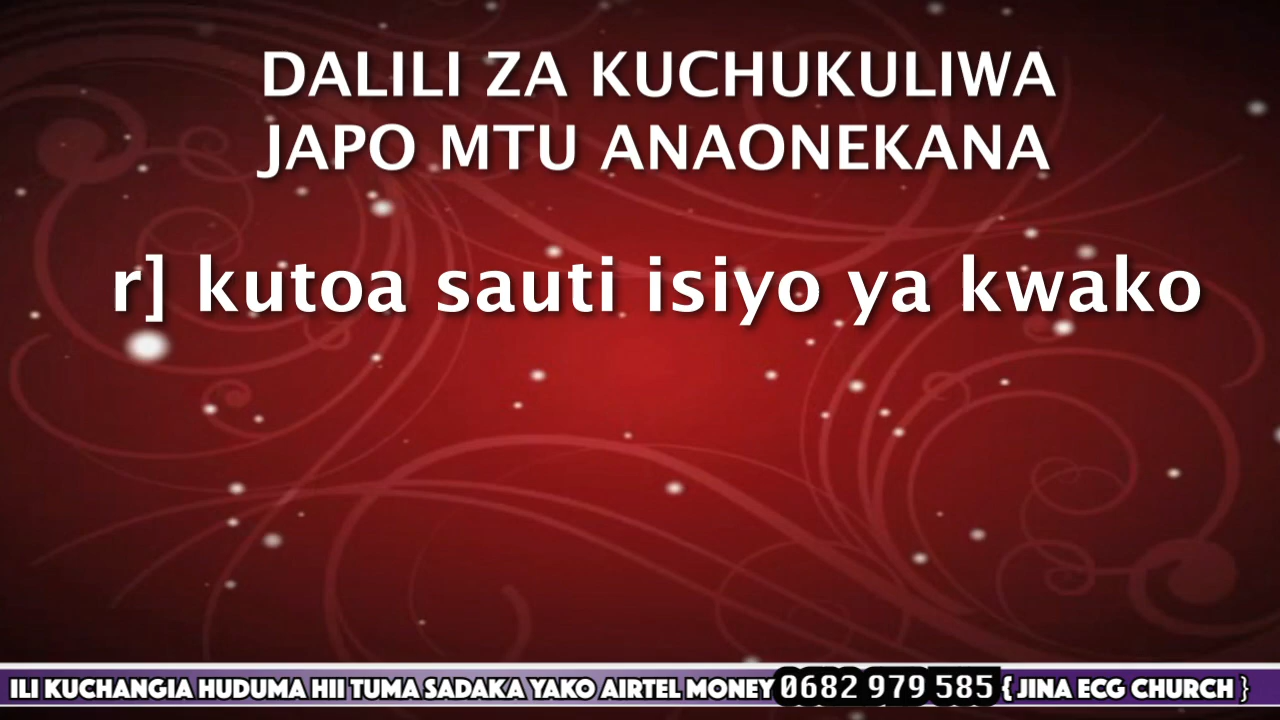 DALILI ZA KUCHUKULIWA
JAPO MTU ANAONEKANA
r] kutoa sauti isiyo ya kwako
ILI KUCHANGIA HUDUMA HII TUMA SADAKA YAKO AIRTEL MONEY 0682 979 585 { JINA ECG CHURCH }